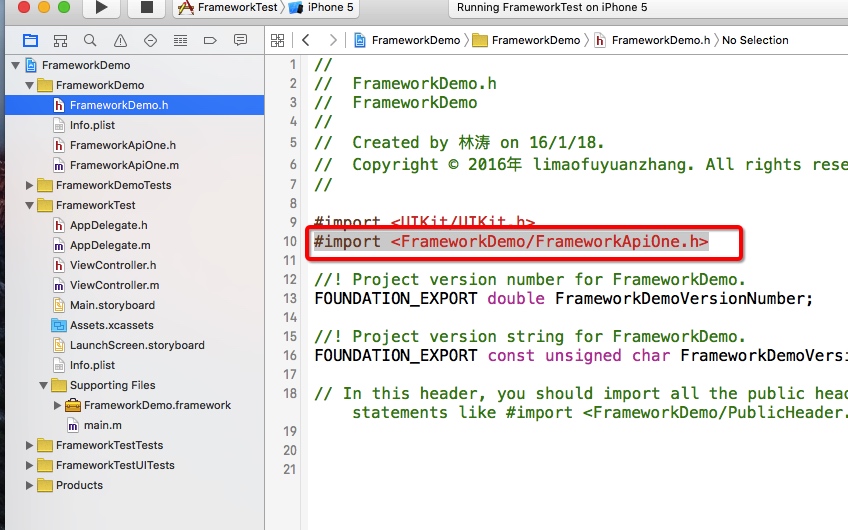 FrameworkTest
iPhone 5
Running FrameworkTest on iPhone 5
FrameworkDemo
FrameworkDemo
FrameworkDemo.h
No Selection
FrameworkDemo
FrameworkDemo
FrameworkDemo.h
Info.plist
FrameworkApiOne.h
FrameworkApiOne.m
FrameworkDemoTests
FrameworkTest
AppDelegate.h
AppDelegate.m
ViewController.h
ViewController.m
Main.storyboard
Assets.xcassets
LaunchScreen.storyboard
Info.plist
Supporting Files
FrameworkDemo.framework
main.m
FrameworkTestTests
FrameworkTestUITests
Products
1 //
2 // FrameworkDemo.h
3 // FrameworkDemo
4 //
5 // Created by 林涛 on 16/1/18.
6 // Copyright © 2016年 limaofuyuanzhang. All rights rese
7 //
8
9 #import <UIKit/UIKit.h>
10 #import <FrameworkDemo/FrameworkApiOne.h>
11
12 //! Project version number for FrameworkDemo.
13 FOUNDATION_EXPORT double FrameworkDemoVersionNumber;
14
15 //! Project version string for FrameworkDemo.
16 FOUNDATION_EXPORT const unsigned char FrameworkDemoVersi
17
18 // In this header, you should import all the public head
statements like #import <FrameworkDemo/PublicHeader.
19
20
21